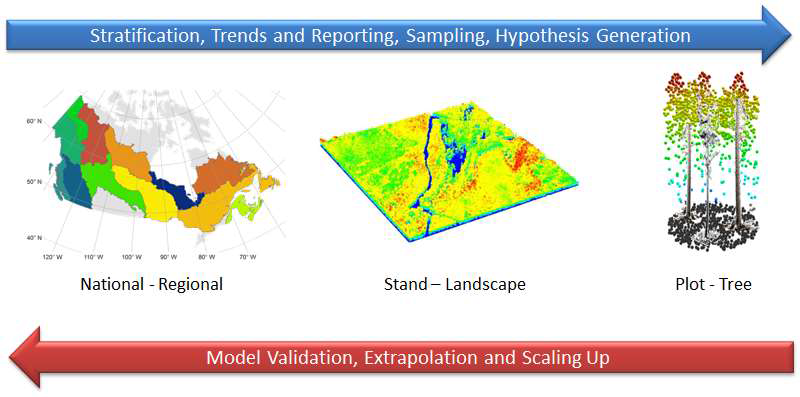 Stratification, Trends and Reporting, Sampling, Hypothesis Generation
60° N
50° N
40° N
120° W 110° W 100° W 90° W 80° W 70° W
National - Regional
Stand – Landscape
Plot - Tree
Model Validation, Extrapolation and Scaling Up